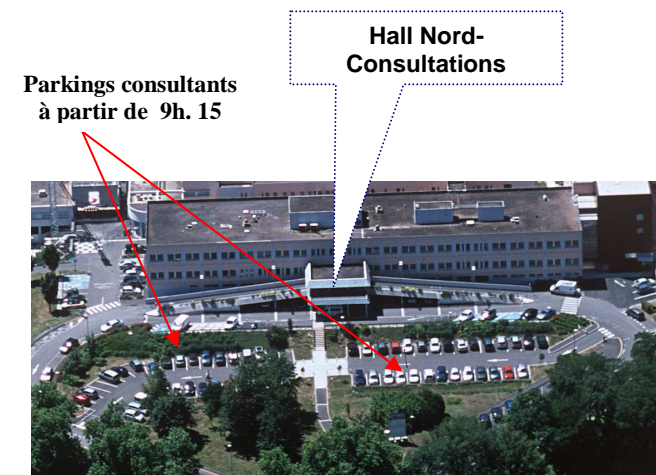 Hall Nord-
Consultations
Parkings consultants
à partir de 9h. 15